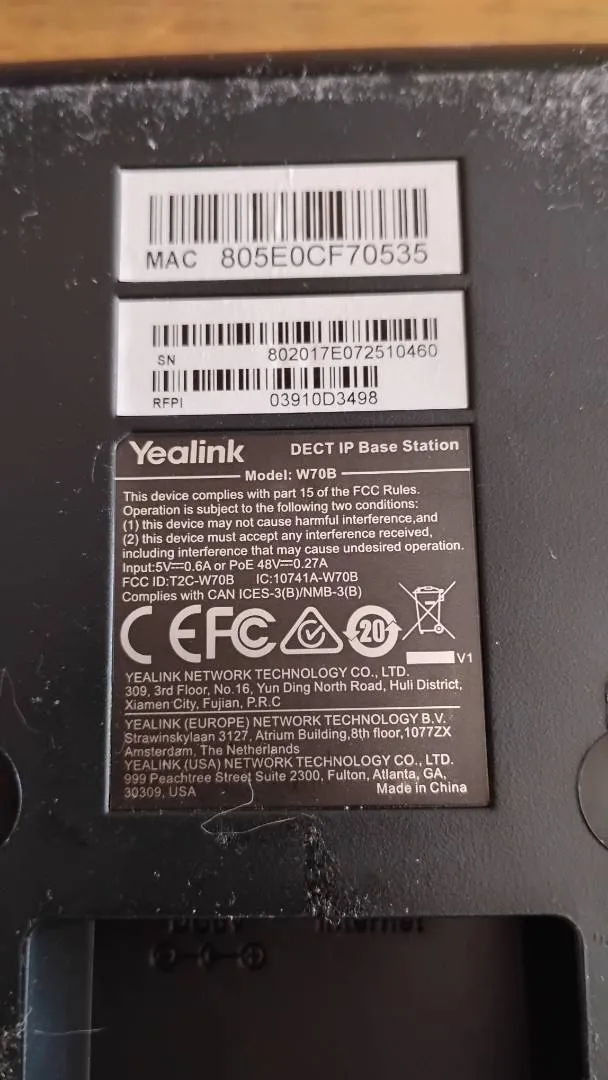 MAC 805E0CF70535
SN 802017E072510460
RFPI 03910D3498
Yealink DECT IP Base Station
Model: W70B
This device complies with part 15 of the FCC Rules.
Operation is subject to the following two conditions:
(1) this device may not cause harmful interference,and
(2) this device must accept any interference received,
including interference that may cause undesired operation.
Input:5V⎓0.6A or PoE 48V⎓0.27A
FCC ID:T2C-W70B IC:10741A-W70B
Complies with CAN ICES-3(B)/NMB-3(B)
CE FC 20
V1
YEALINK NETWORK TECHNOLOGY CO., LTD.
309, 3rd Floor, No.16, Yun Ding North Road, Huli District,
Xiamen City, Fujian, P.R.C
YEALINK (EUROPE) NETWORK TECHNOLOGY B.V.
Strawinskylaan 3127, Atrium Building,8th floor,1077ZX
Amsterdam, The Netherlands
YEALINK (USA) NETWORK TECHNOLOGY CO., LTD.
999 Peachtree Street Suite 2300, Fulton, Atlanta, GA,
30309, USA Made in China
Internet